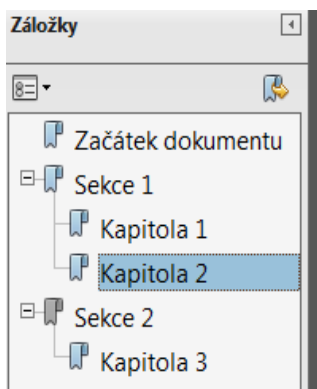 Záložky
Začátek dokumentu
Sekce 1
Kapitola 1
Kapitola 2
Sekce 2
Kapitola 3